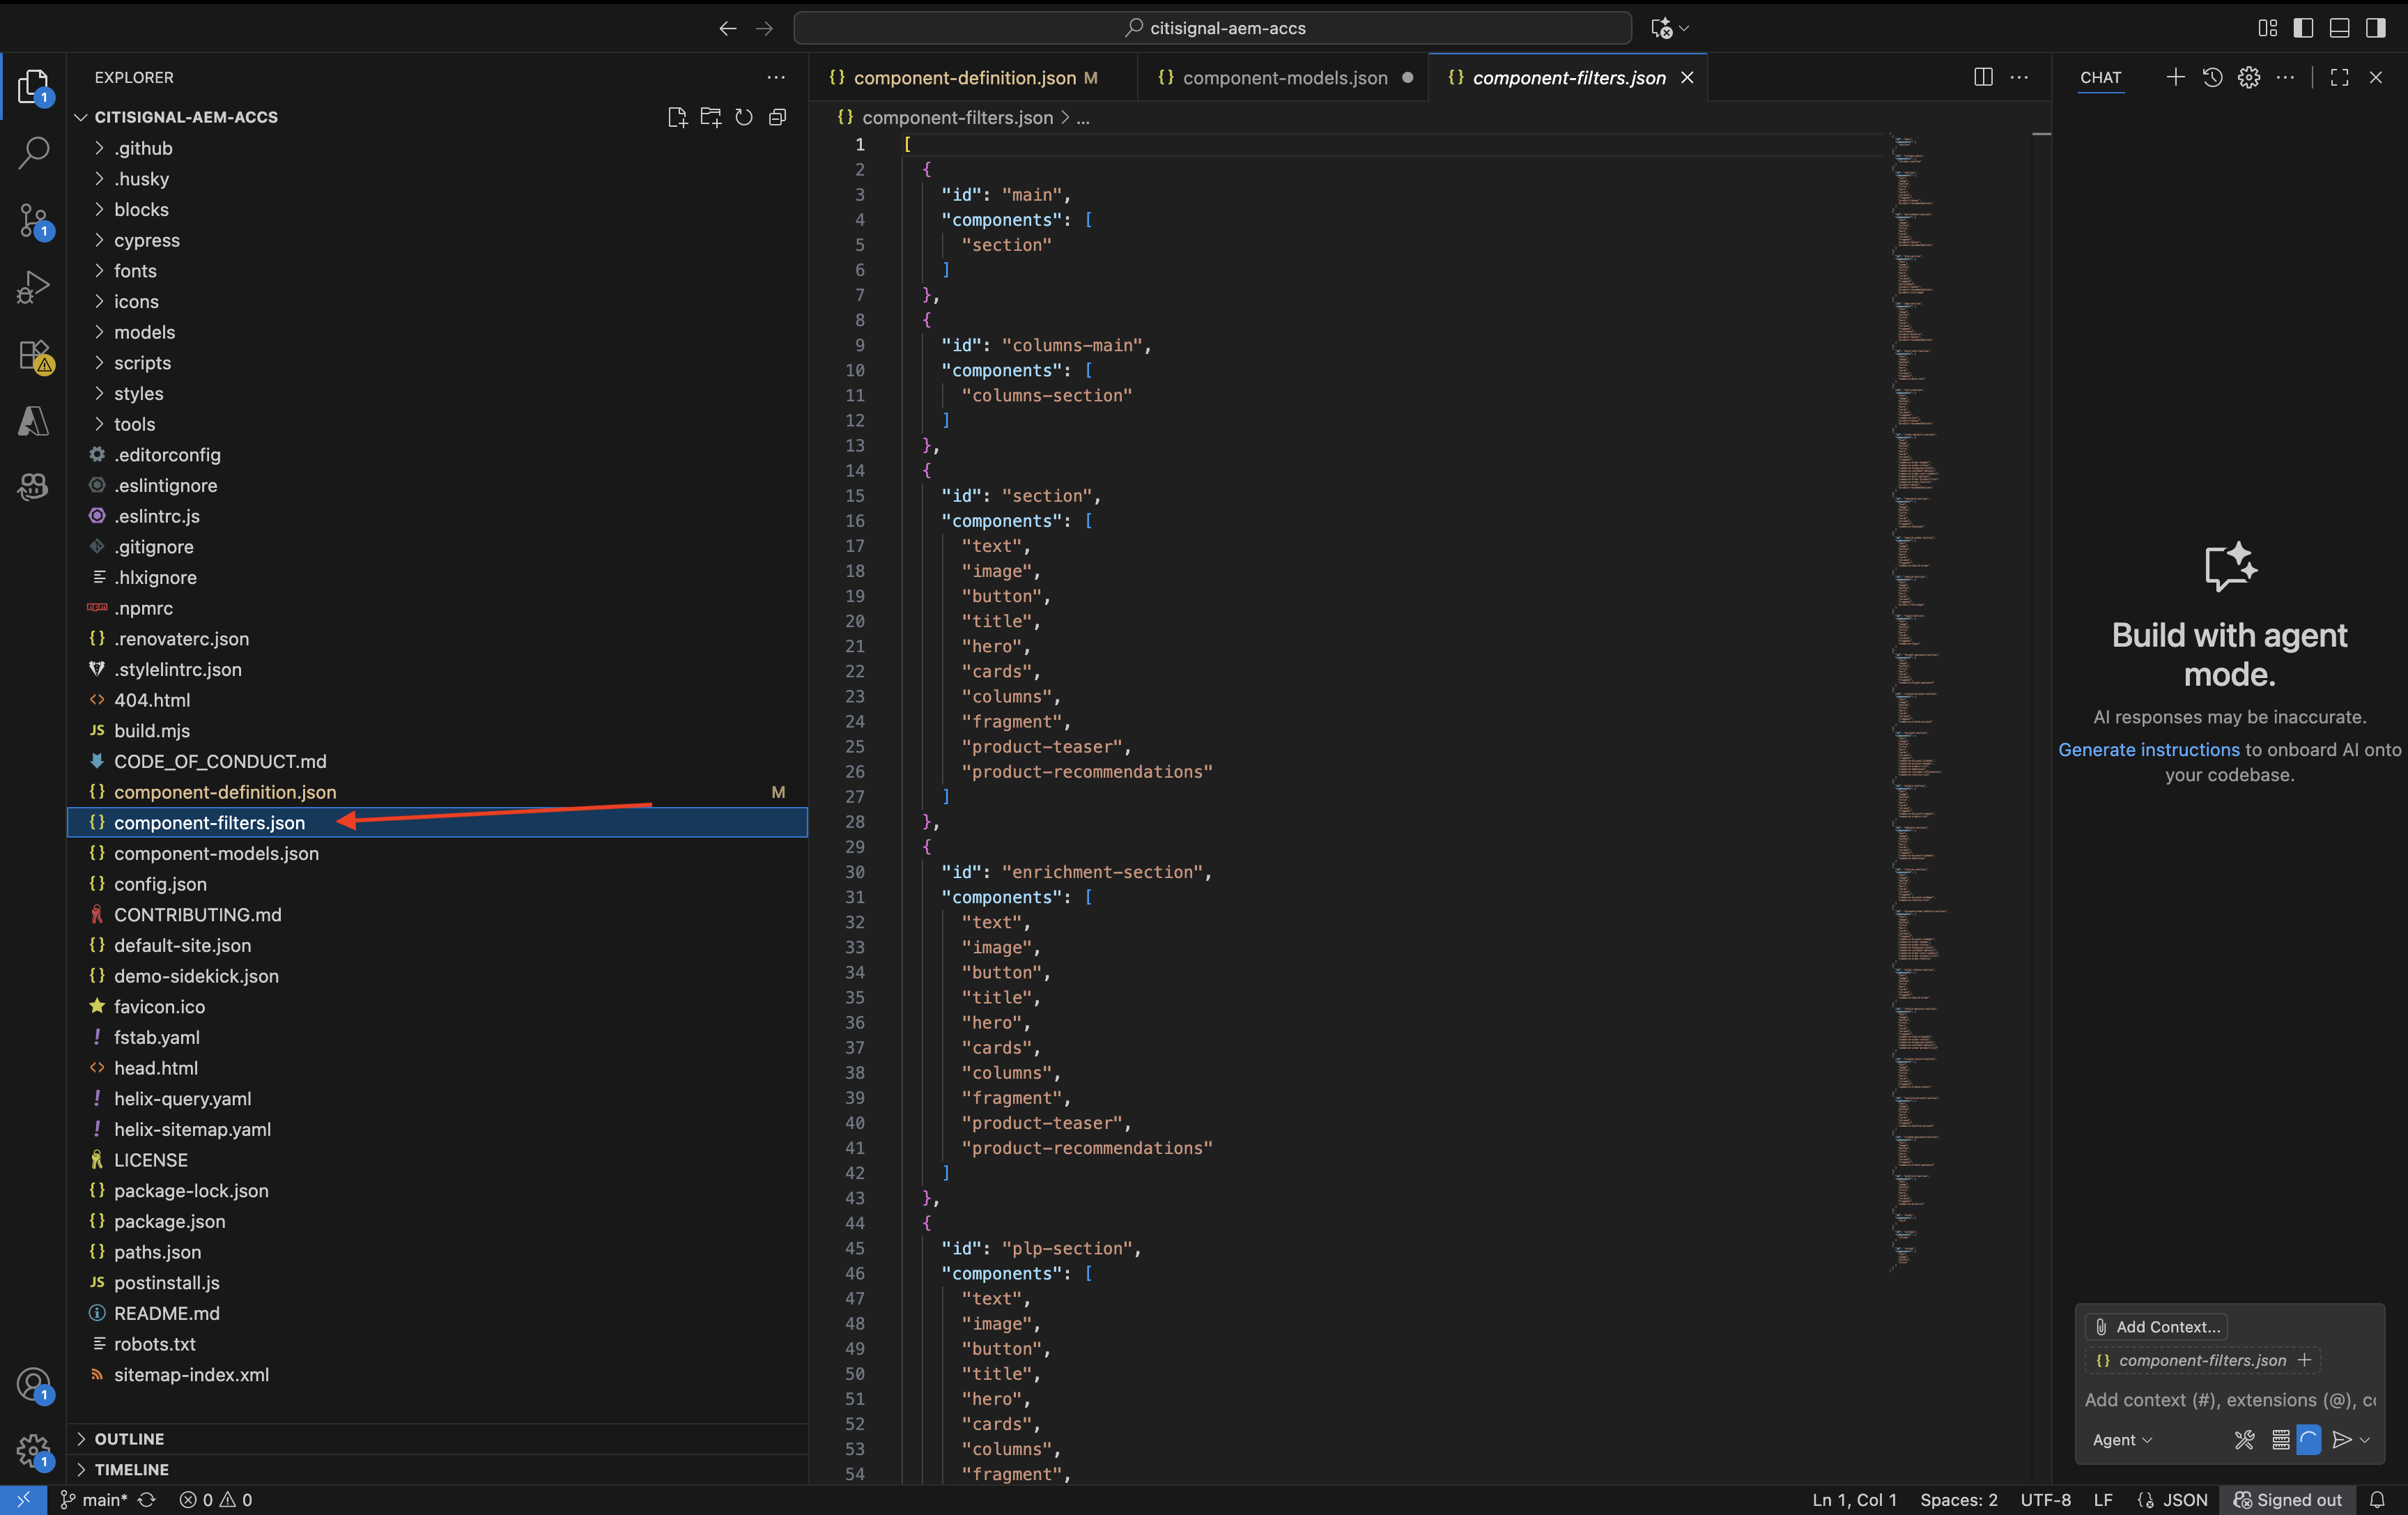 citisignal-aem-accs
EXPLORER
CITISIGNAL-AEM-ACCS
.github
.husky
blocks
cypress
fonts
icons
models
scripts
styles
tools
.editorconfig
.eslintignore
.eslintrc.js
.gitignore
.hlxignore
.npmrc
.renovaterc.json
.stylelintrc.json
404.html
build.mjs
CODE_OF_CONDUCT.md
component-definition.json M
component-filters.json
component-models.json
config.json
CONTRIBUTING.md
default-site.json
demo-sidekick.json
favicon.ico
fstab.yaml
head.html
helix-query.yaml
helix-sitemap.yaml
LICENSE
package-lock.json
package.json
paths.json
postinstall.js
README.md
robots.txt
sitemap-index.xml
OUTLINE
TIMELINE
component-definition.json M
component-models.json
component-filters.json
component-filters.json > ...
1 [
2 {
3 "id": "main",
4 "components": [
5 "section"
6 ]
7 },
8 {
9 "id": "columns-main",
10 "components": [
11 "columns-section"
12 ]
13 },
14 {
15 "id": "section",
16 "components": [
17 "text",
18 "image",
19 "button",
20 "title",
21 "hero",
22 "cards",
23 "columns",
24 "fragment",
25 "product-teaser",
26 "product-recommendations"
27 ]
28 },
29 {
30 "id": "enrichment-section",
31 "components": [
32 "text",
33 "image",
34 "button",
35 "title",
36 "hero",
37 "cards",
38 "columns",
39 "fragment",
40 "product-teaser",
41 "product-recommendations"
42 ]
43 },
44 {
45 "id": "plp-section",
46 "components": [
47 "text",
48 "image",
49 "button",
50 "title",
51 "hero",
52 "cards",
53 "columns",
54 "fragment",
CHAT
Build with agent
mode.
AI responses may be inaccurate.
Generate instructions to onboard AI onto
your codebase.
Add Context...
component-filters.json
Add context (#), extensions (@), co
Agent
main* 0 0
Ln 1, Col 1 Spaces: 2 UTF-8 LF JSON Signed out